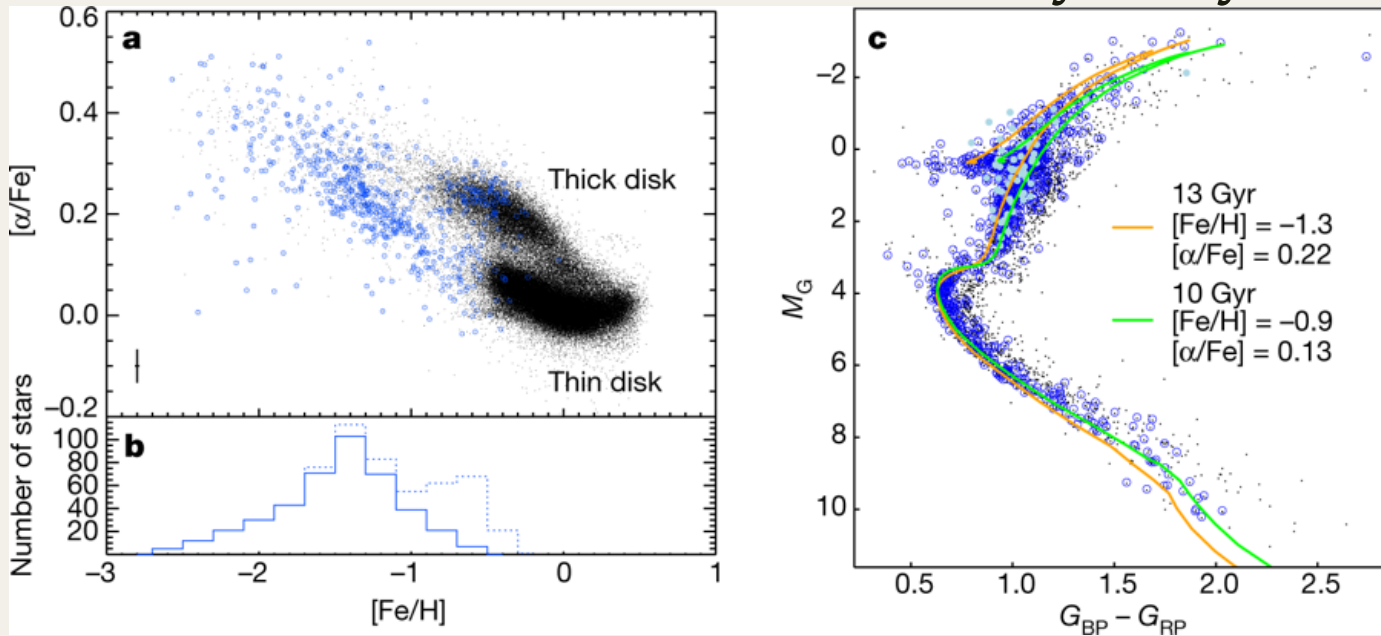 a
0.6
0.4
0.2
0.0
−0.2
[α/Fe]
Thick disk
Thin disk
b
100
80
60
40
20
Number of stars
−3
−2
−1
0
1
[Fe/H]
c
−2
0
2
4
6
8
10
M_G
13 Gyr
[Fe/H] = −1.3
[α/Fe] = 0.22
10 Gyr
[Fe/H] = −0.9
[α/Fe] = 0.13
0.5
1.0
1.5
2.0
2.5
G_BP − G_RP